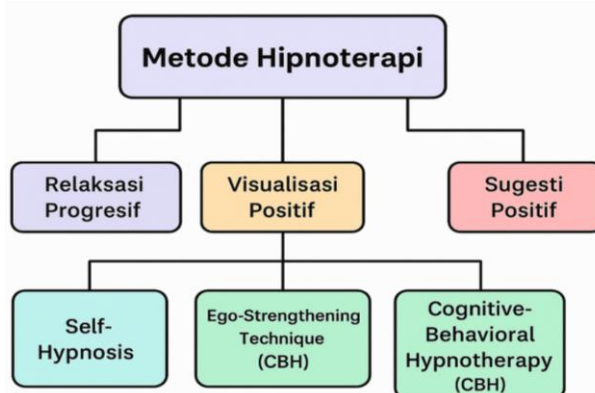 Metode Hipnoterapi
Relaksasi
Progresif
Visualisasi
Positif
Sugesti
Positif
Self-
Hypnosis
Ego-Strengthening
Technique
(CBH)
Cognitive-
Behavioral
Hypnotherapy
(CBH)